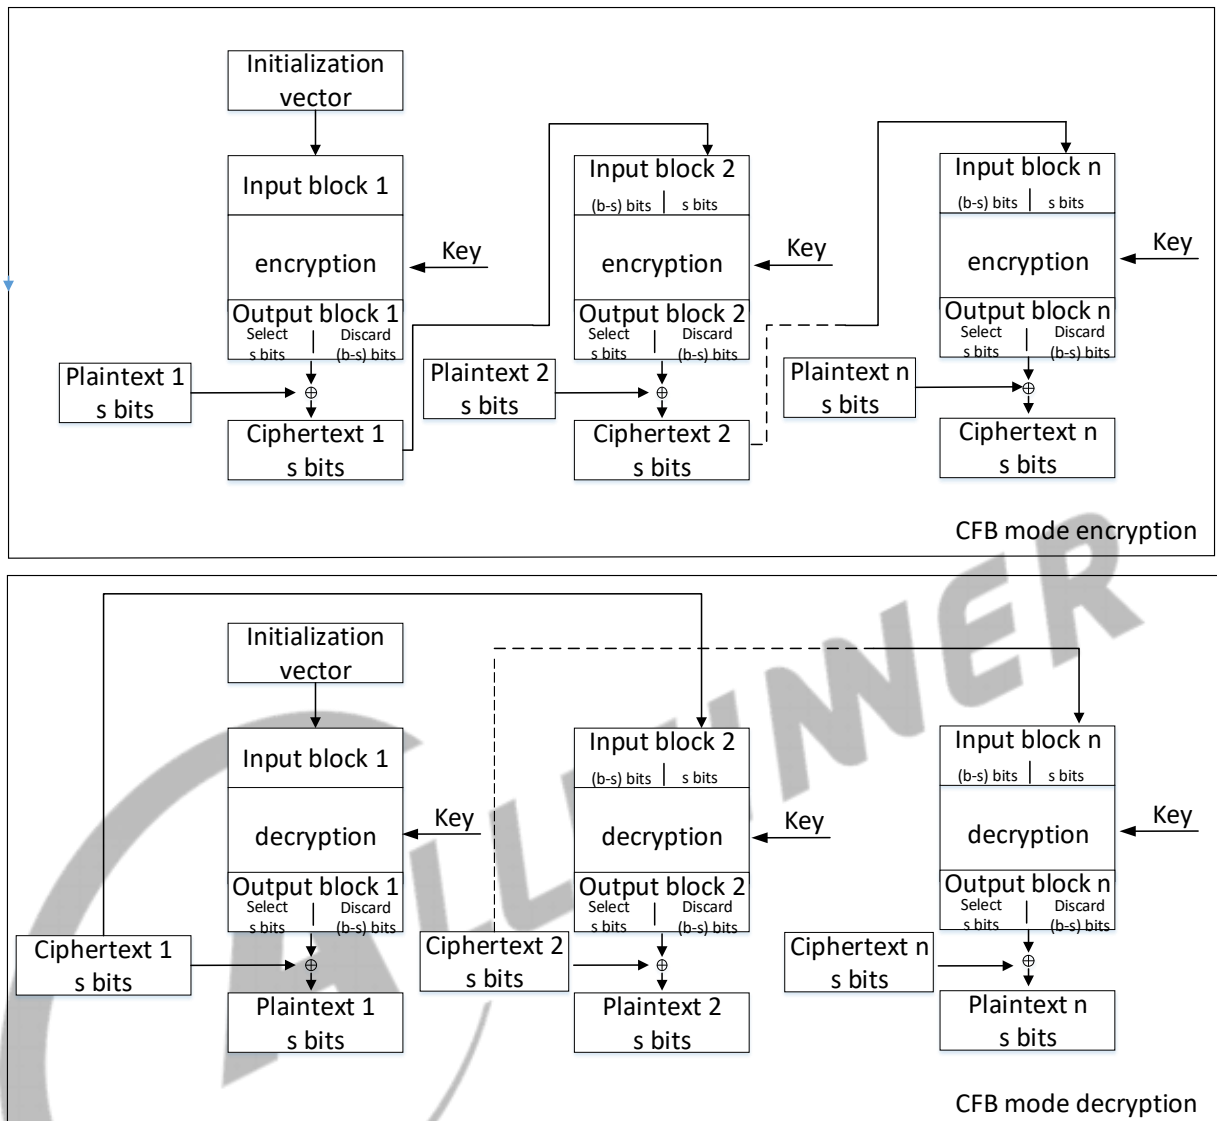 Initialization
vector
Input block 1
Input block 2
Input block n
(b-s) bits | s bits
(b-s) bits | s bits
encryption
Key
encryption
Key
encryption
Key
Output block 1
Select
s bits
Discard
(b-s) bits
Output block 2
Select
s bits
Discard
(b-s) bits
Output block n
Select
s bits
Discard
(b-s) bits
Plaintext 1
s bits
Plaintext 2
s bits
Plaintext n
s bits
Ciphertext 1
s bits
Ciphertext 2
s bits
Ciphertext n
s bits
CFB mode encryption
Initialization
vector
Input block 1
Input block 2
Input block n
(b-s) bits | s bits
(b-s) bits | s bits
decryption
Key
decryption
Key
decryption
Key
Output block 1
Select
s bits
Discard
(b-s) bits
Output block 2
Select
s bits
Discard
(b-s) bits
Output block n
Select
s bits
Discard
(b-s) bits
Ciphertext 1
s bits
Ciphertext 2
s bits
Ciphertext n
s bits
Plaintext 1
s bits
Plaintext 2
s bits
Plaintext n
s bits
CFB mode decryption
ALLWINNER